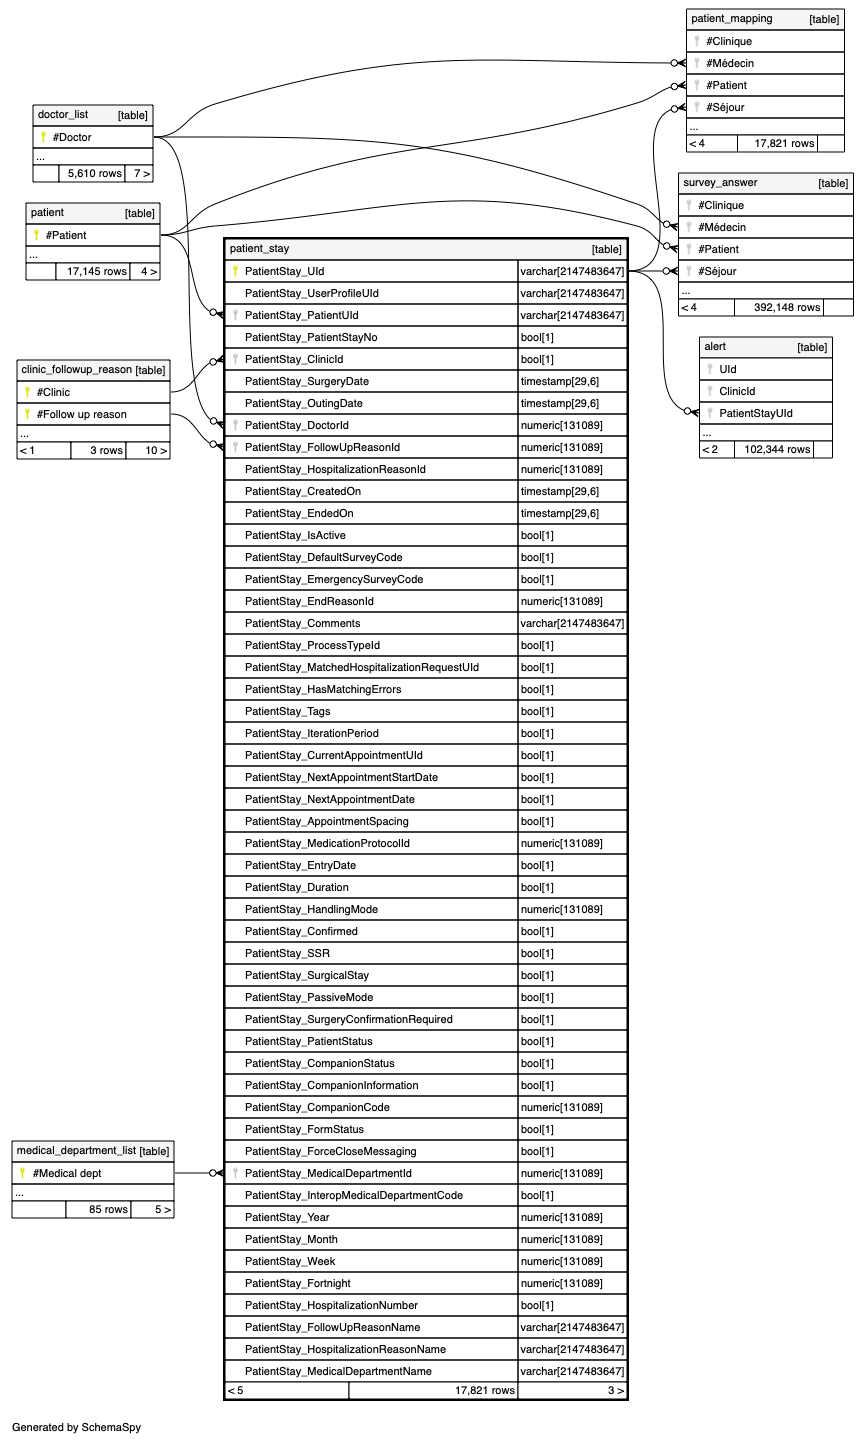 patient_mapping [table]
#Clinique
#Médecin
#Patient
#Séjour
...
< 4 17,821 rows
doctor_list [table]
#Doctor
...
5,610 rows 7 >
survey_answer [table]
#Clinique
#Médecin
#Patient
#Séjour
...
< 4 392,148 rows
patient [table]
#Patient
...
17,145 rows 4 >
alert [table]
UId
ClinicId
PatientStayUId
...
< 2 102,344 rows
clinic_followup_reason [table]
#Clinic
#Follow up reason
...
< 1 3 rows 10 >
medical_department_list [table]
#Medical dept
...
85 rows 5 >
patient_stay [table]
PatientStay_UId varchar[2147483647]
PatientStay_UserProfileUId varchar[2147483647]
PatientStay_PatientUId varchar[2147483647]
PatientStay_PatientStayNo bool[1]
PatientStay_ClinicId bool[1]
PatientStay_SurgeryDate timestamp[29,6]
PatientStay_OutingDate timestamp[29,6]
PatientStay_DoctorId numeric[131089]
PatientStay_FollowUpReasonId numeric[131089]
PatientStay_HospitalizationReasonId numeric[131089]
PatientStay_CreatedOn timestamp[29,6]
PatientStay_EndedOn timestamp[29,6]
PatientStay_IsActive bool[1]
PatientStay_DefaultSurveyCode bool[1]
PatientStay_EmergencySurveyCode bool[1]
PatientStay_EndReasonId numeric[131089]
PatientStay_Comments varchar[2147483647]
PatientStay_ProcessTypeId bool[1]
PatientStay_MatchedHospitalizationRequestUId bool[1]
PatientStay_HasMatchingErrors bool[1]
PatientStay_Tags bool[1]
PatientStay_IterationPeriod bool[1]
PatientStay_CurrentAppointmentUId bool[1]
PatientStay_NextAppointmentStartDate bool[1]
PatientStay_NextAppointmentDate bool[1]
PatientStay_AppointmentSpacing bool[1]
PatientStay_MedicationProtocolId numeric[131089]
PatientStay_EntryDate bool[1]
PatientStay_Duration bool[1]
PatientStay_HandlingMode numeric[131089]
PatientStay_Confirmed bool[1]
PatientStay_SSR bool[1]
PatientStay_SurgicalStay bool[1]
PatientStay_PassiveMode bool[1]
PatientStay_SurgeryConfirmationRequired bool[1]
PatientStay_PatientStatus bool[1]
PatientStay_CompanionStatus bool[1]
PatientStay_CompanionInformation bool[1]
PatientStay_CompanionCode numeric[131089]
PatientStay_FormStatus bool[1]
PatientStay_ForceCloseMessaging bool[1]
PatientStay_MedicalDepartmentId numeric[131089]
PatientStay_InteropMedicalDepartmentCode bool[1]
PatientStay_Year numeric[131089]
PatientStay_Month numeric[131089]
PatientStay_Week numeric[131089]
PatientStay_Fortnight numeric[131089]
PatientStay_HospitalizationNumber bool[1]
PatientStay_FollowUpReasonName varchar[2147483647]
PatientStay_HospitalizationReasonName varchar[2147483647]
PatientStay_MedicalDepartmentName varchar[2147483647]
< 5 17,821 rows 3 >
Generated by SchemaSpy